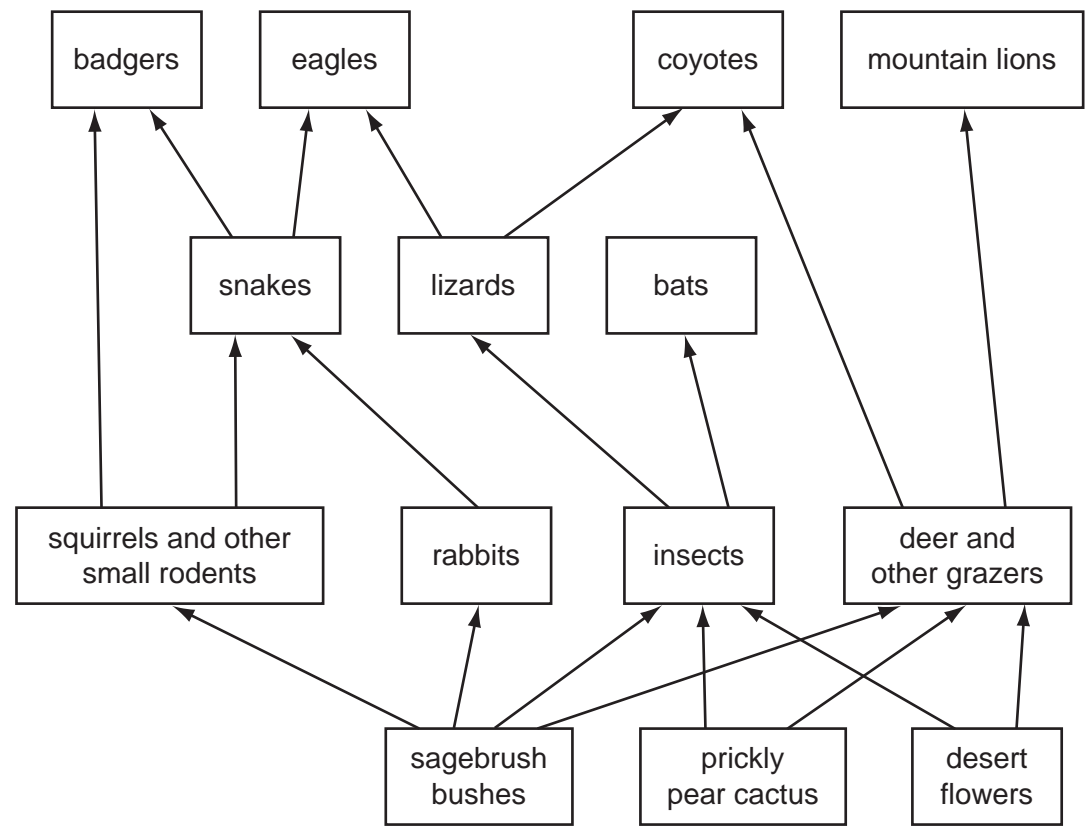 badgers
eagles
coyotes
mountain lions
snakes
lizards
bats
squirrels and other
small rodents
rabbits
insects
deer and
other grazers
sagebrush
bushes
prickly
pear cactus
desert
flowers